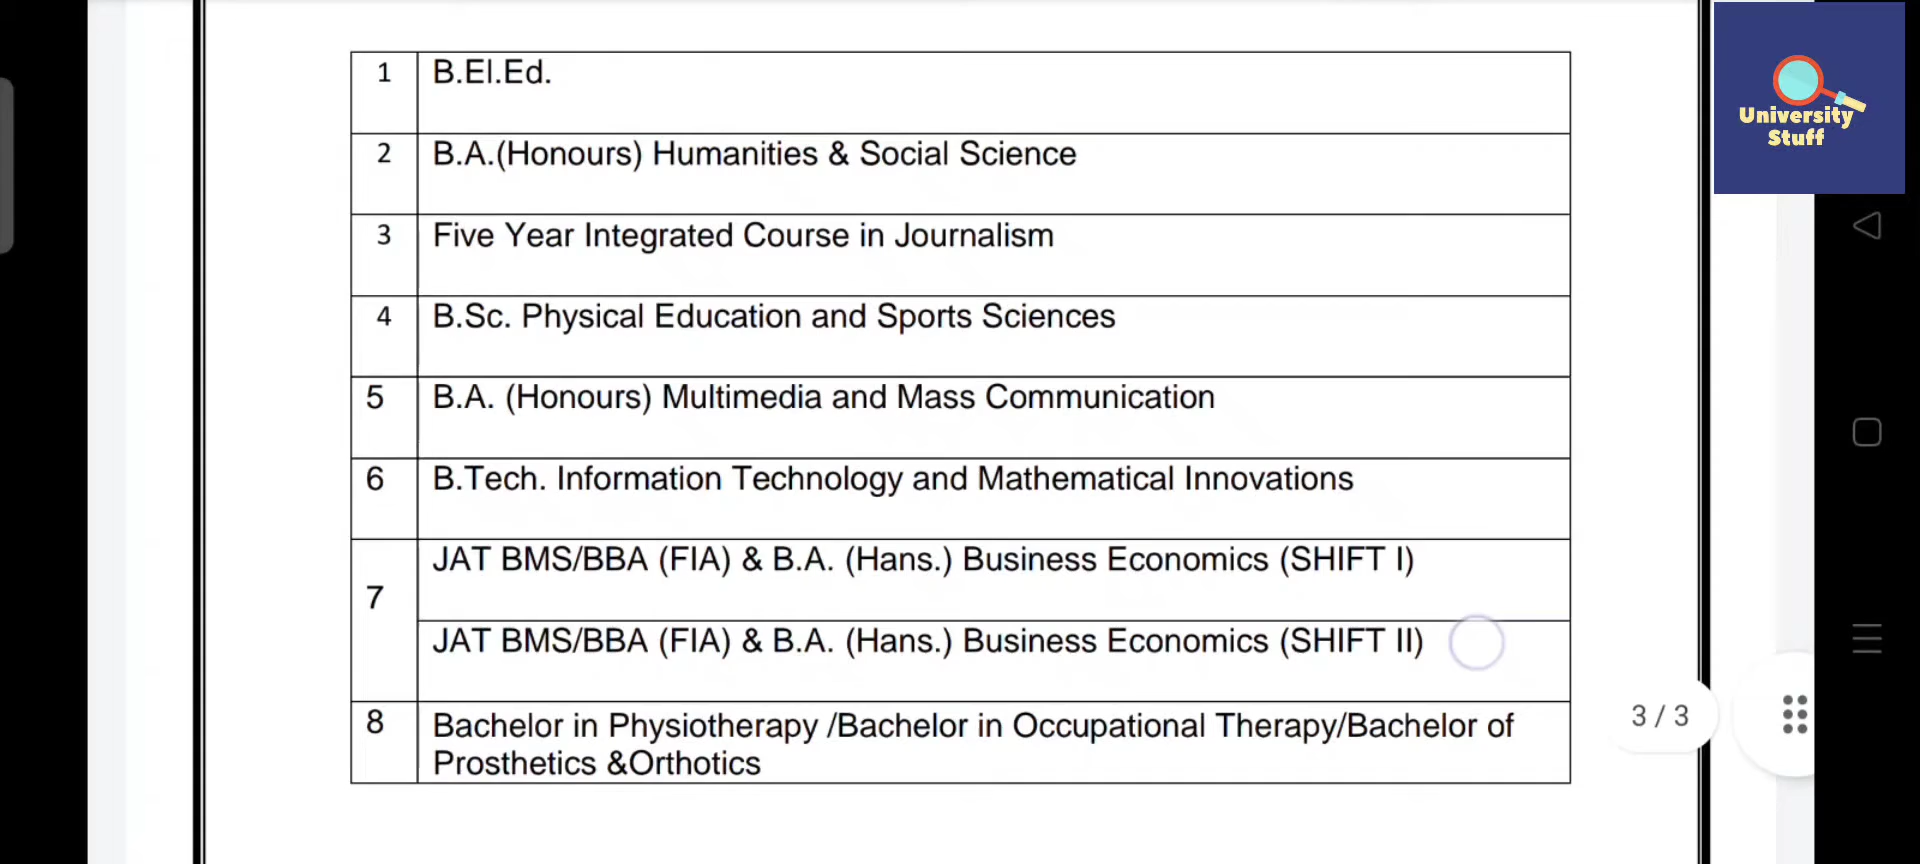 1 B.El.Ed.
2 B.A.(Honours) Humanities & Social Science
3 Five Year Integrated Course in Journalism
4 B.Sc. Physical Education and Sports Sciences
5 B.A. (Honours) Multimedia and Mass Communication
6 B.Tech. Information Technology and Mathematical Innovations
7
JAT BMS/BBA (FIA) & B.A. (Hans.) Business Economics (SHIFT I)
JAT BMS/BBA (FIA) & B.A. (Hans.) Business Economics (SHIFT II)
8 Bachelor in Physiotherapy /Bachelor in Occupational Therapy/Bachelor of
Prosthetics &Orthotics
University
Stuff
3 / 3